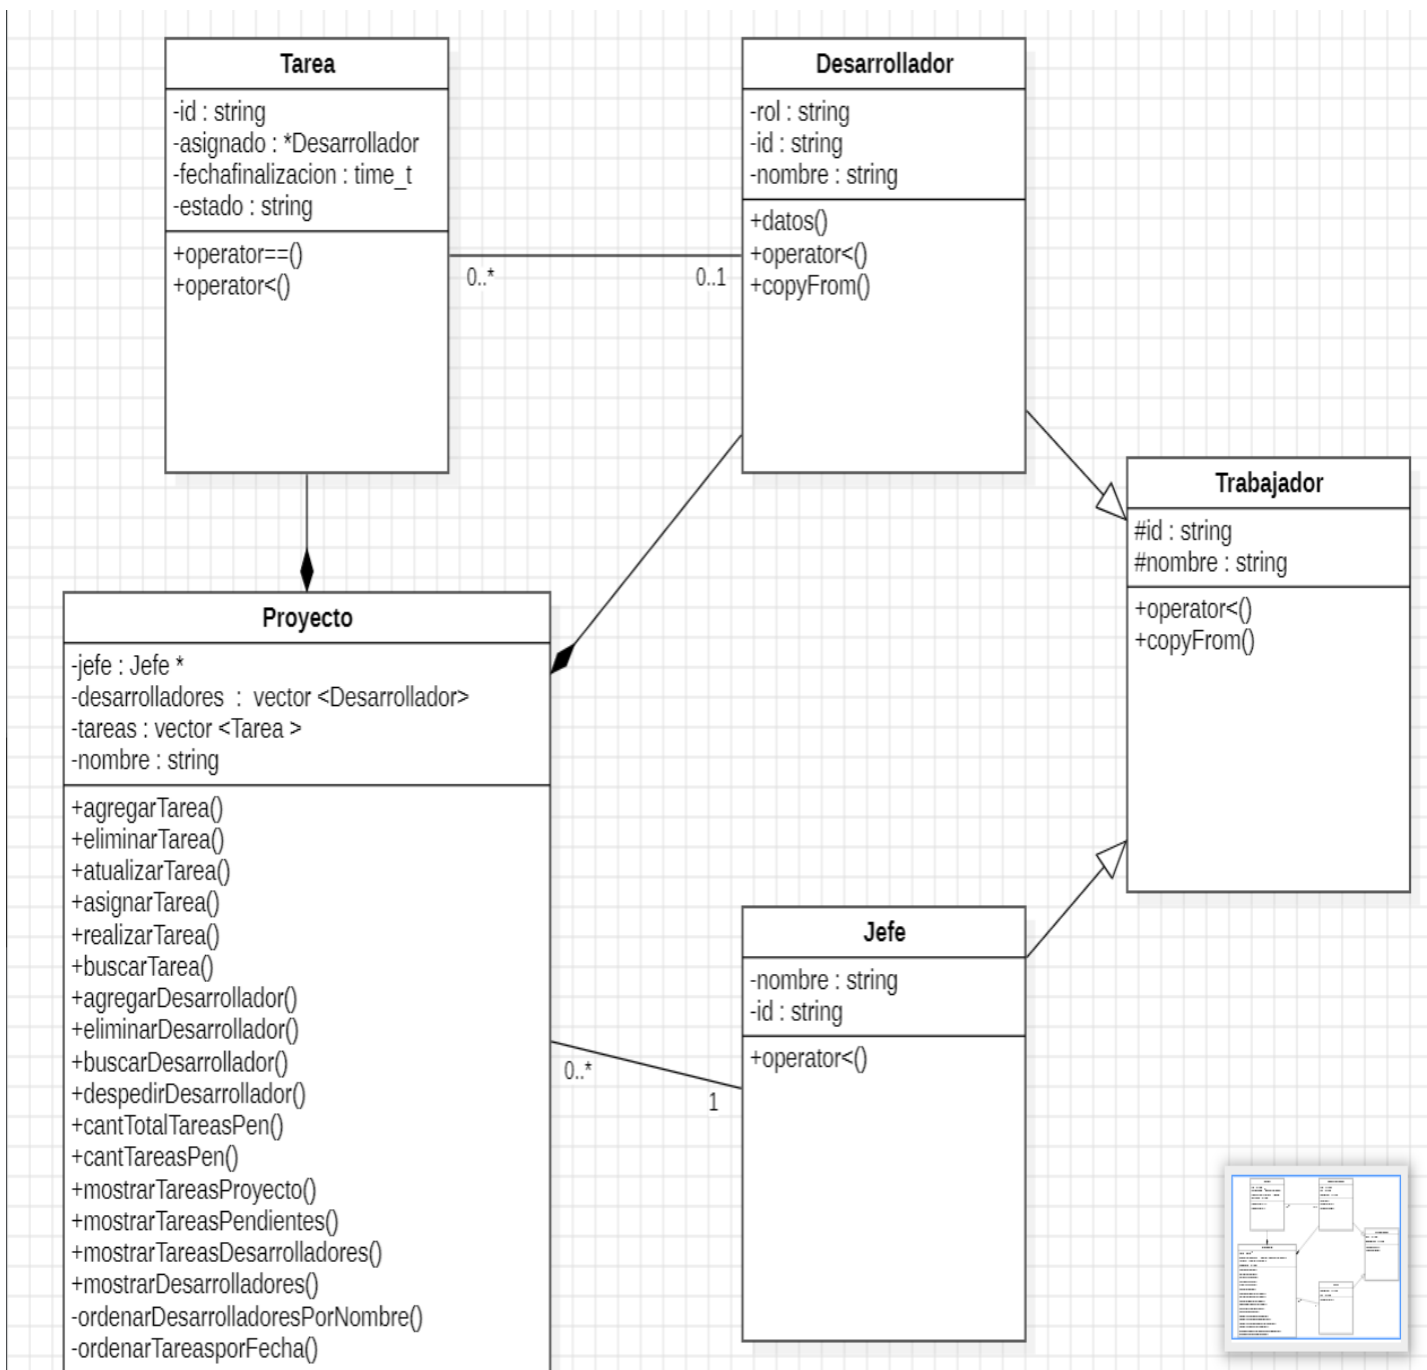 Tarea
-id : string
-asignado : *Desarrollador
-fechafinalizacion : time_t
-estado : string
+operator==()
+operator<()
0..*
0..1
Desarrollador
-rol : string
-id : string
-nombre : string
+datos()
+operator<()
+copyFrom()
Trabajador
#id : string
#nombre : string
+operator<()
+copyFrom()
Proyecto
-jefe : Jefe *
-desarrolladores : vector <Desarrollador>
-tareas : vector <Tarea >
-nombre : string
+agregarTarea()
+eliminarTarea()
+atualizarTarea()
+asignarTarea()
+realizarTarea()
+buscarTarea()
+agregarDesarrollador()
+eliminarDesarrollador()
+buscarDesarrollador()
+despedirDesarrollador()
+cantTotalTareasPen()
+cantTareasPen()
+mostrarTareasProyecto()
+mostrarTareasPendientes()
+mostrarTareasDesarrolladores()
+mostrarDesarrolladores()
-ordenarDesarrolladoresPorNombre()
-ordenarTareasporFecha()
0..*
1
Jefe
-nombre : string
-id : string
+operator<()